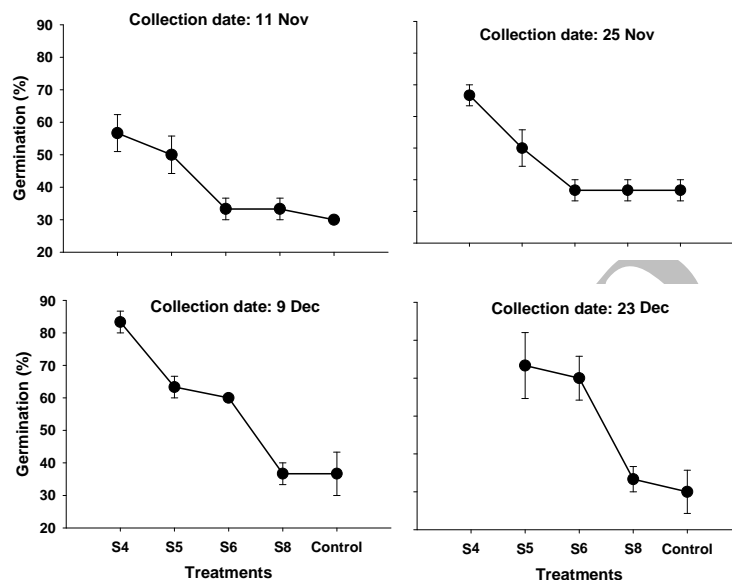 Collection date: 11 Nov
Collection date: 25 Nov
Germination (%)
90
80
70
60
50
40
30
20
Collection date: 9 Dec
Collection date: 23 Dec
Germination (%)
90
80
70
60
50
40
30
20
S4 S5 S6 S8 Control
S4 S5 S6 S8 Control
Treatments
Treatments